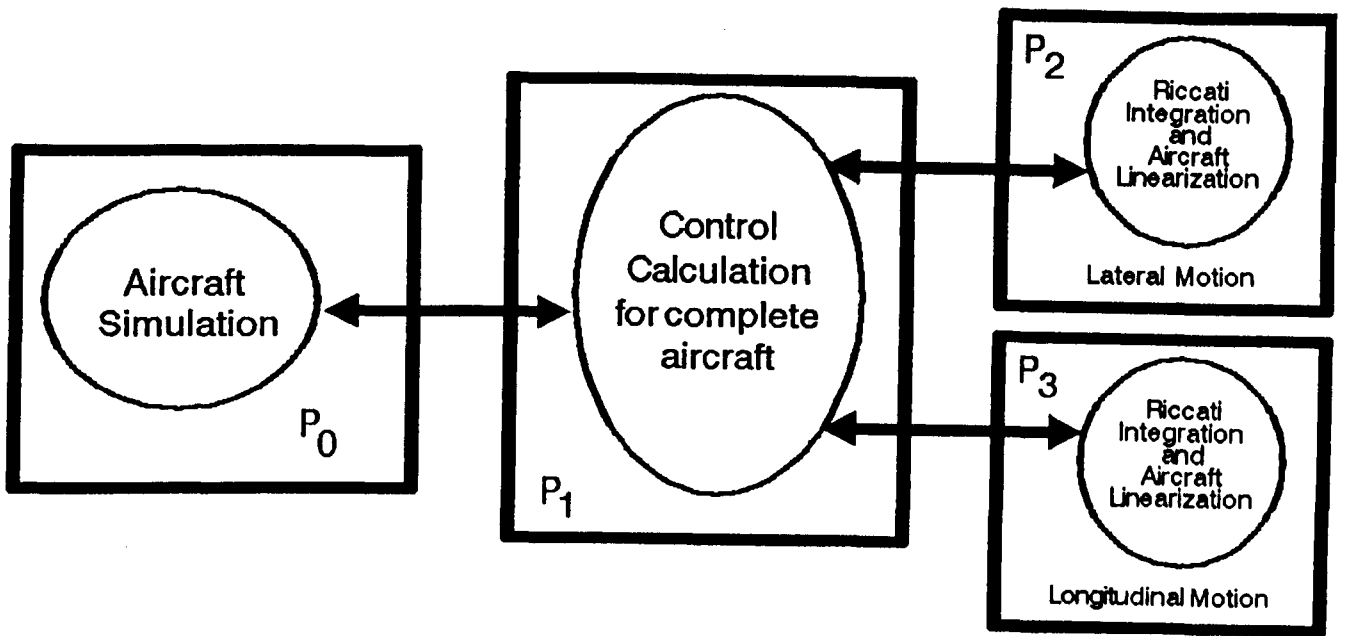 Aircraft
Simulation
P0
Control
Calculation
for complete
aircraft
P1
P2
Riccati
Integration
and
Aircraft
Linearization
Lateral Motion
P3
Riccati
Integration
and
Aircraft
Linearization
Longitudinal Motion